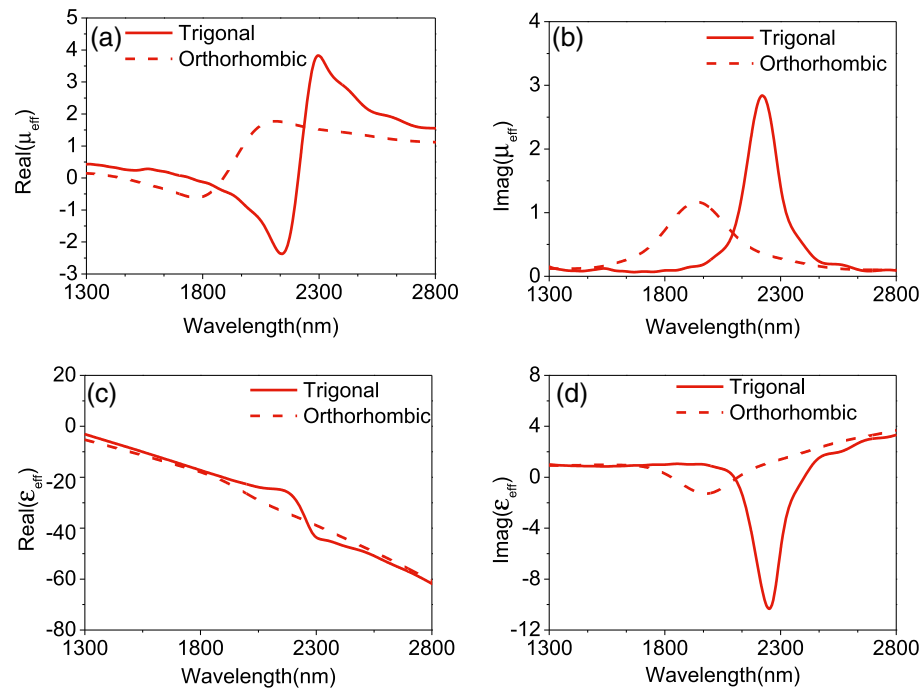 (a)
Trigonal
Orthorhombic
Real(μeff)
5
4
3
2
1
0
-1
-2
-3
1300 1800 2300 2800
Wavelength(nm)
(b)
Trigonal
Orthorhombic
Imag(μeff)
4
3
2
1
0
1300 1800 2300 2800
Wavelength(nm)
(c)
Trigonal
Orthorhombic
Real(εeff)
20
0
-20
-40
-60
-80
1300 1800 2300 2800
Wavelength(nm)
(d)
Trigonal
Orthorhombic
Imag(εeff)
8
4
0
-4
-8
-12
1300 1800 2300 2800
Wavelength(nm)